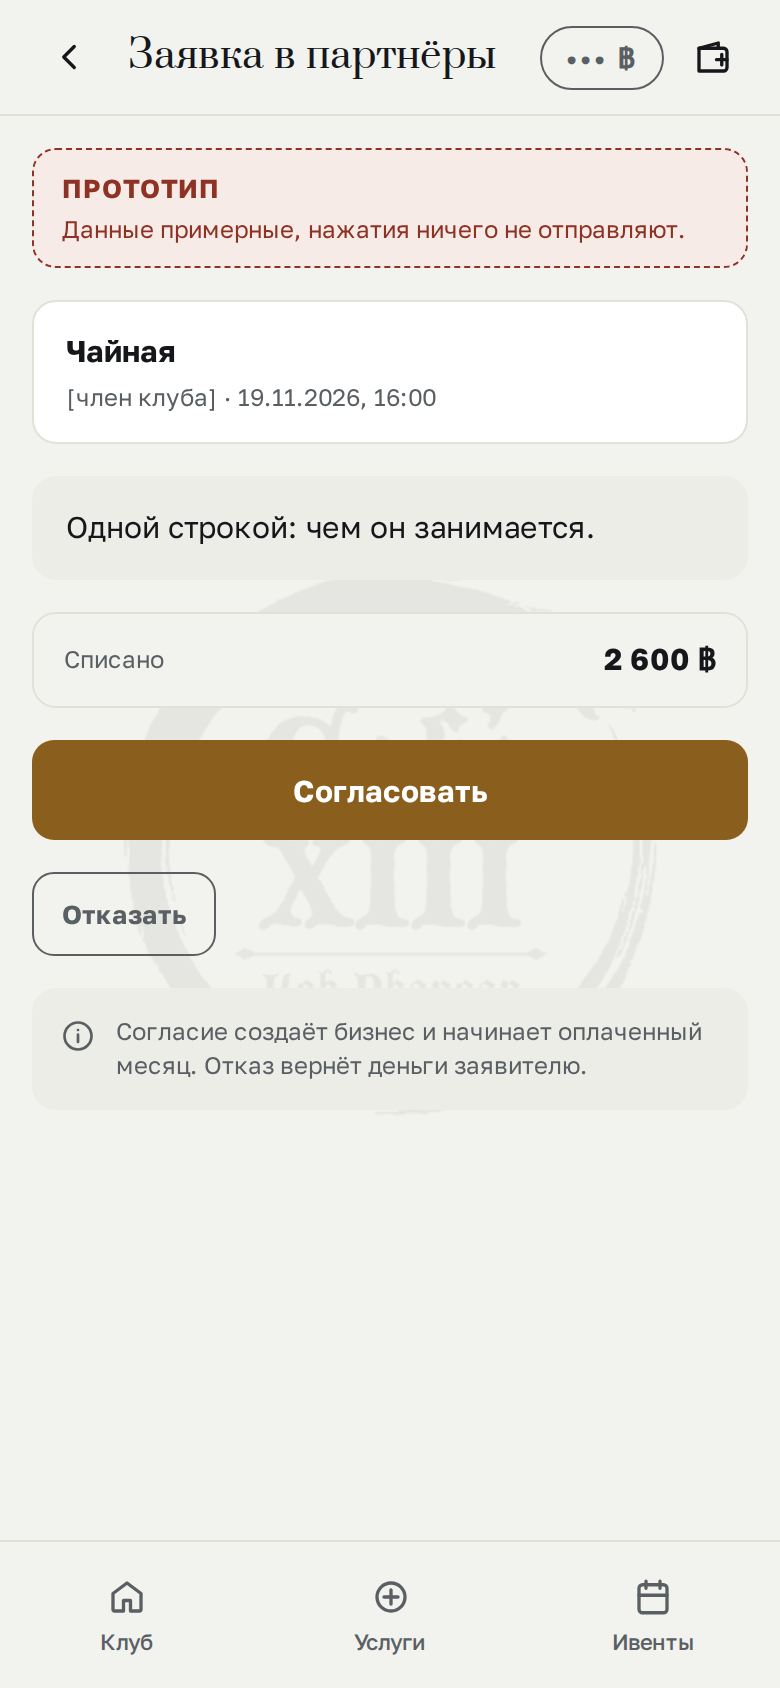 Заявка в партнёры
••• ฿
ПРОТОТИП
Данные примерные, нажатия ничего не отправляют.
Чайная
[член клуба] · 19.11.2026, 16:00
Одной строкой: чем он занимается.
Списано
2 600 ฿
Согласовать
xiii
Отказать
Согласие создаёт бизнес и начинает оплаченный
месяц. Отказ вернёт деньги заявителю.
Клуб
Услуги
Ивенты